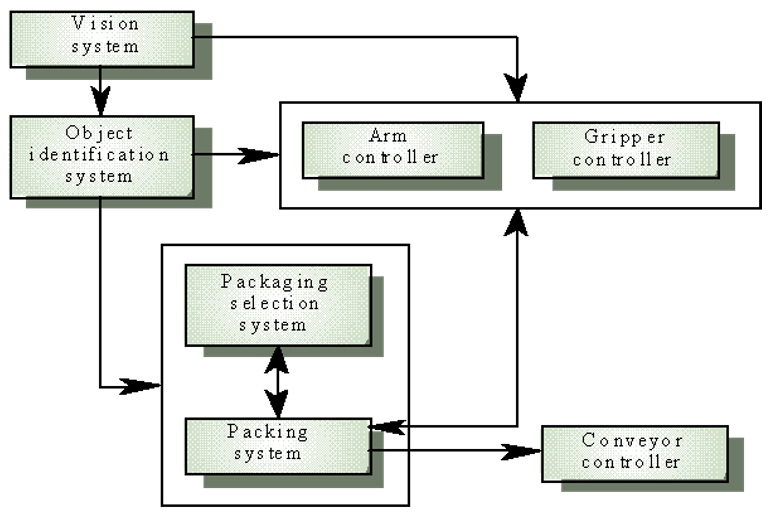 Vision
system
Object
identification
system
Arm
controller
Gripper
controller
Packaging
selection
system
Packing
system
Conveyor
controller